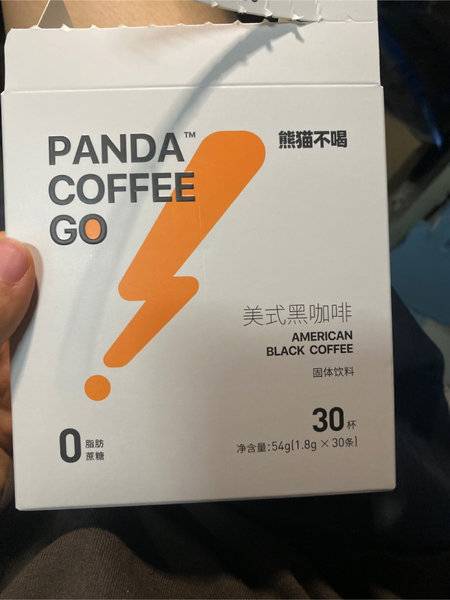 PANDA™
COFFEE
GO
熊猫不喝
美式黑咖啡
AMERICAN
BLACK COFFEE
固体饮料
30杯
净含量:54g(1.8g×30条)
0脂肪
蔗糖